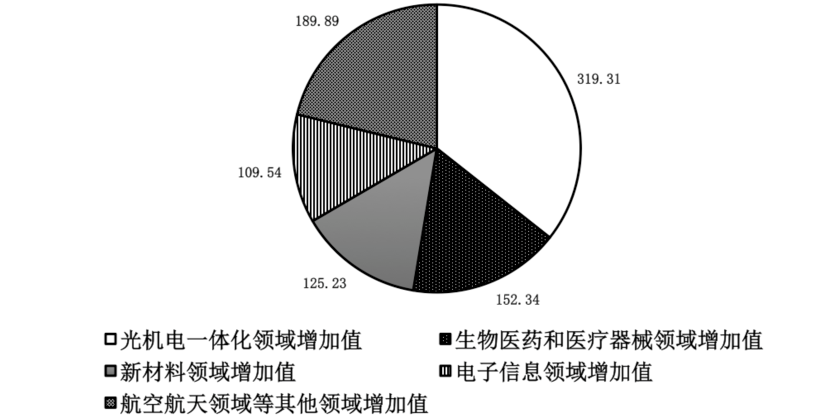 189.89
319.31
109.54
125.23
152.34
光机电一体化领域增加值 生物医药和医疗器械领域增加值
新材料领域增加值 电子信息领域增加值
航空航天领域等其他领域增加值